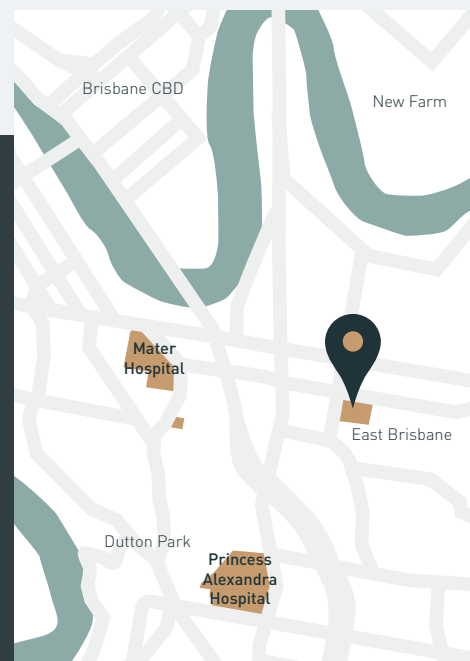 Brisbane CBD
New Farm
Mater
Hospital
East Brisbane
Dutton Park
Princess
Alexandra
Hospital